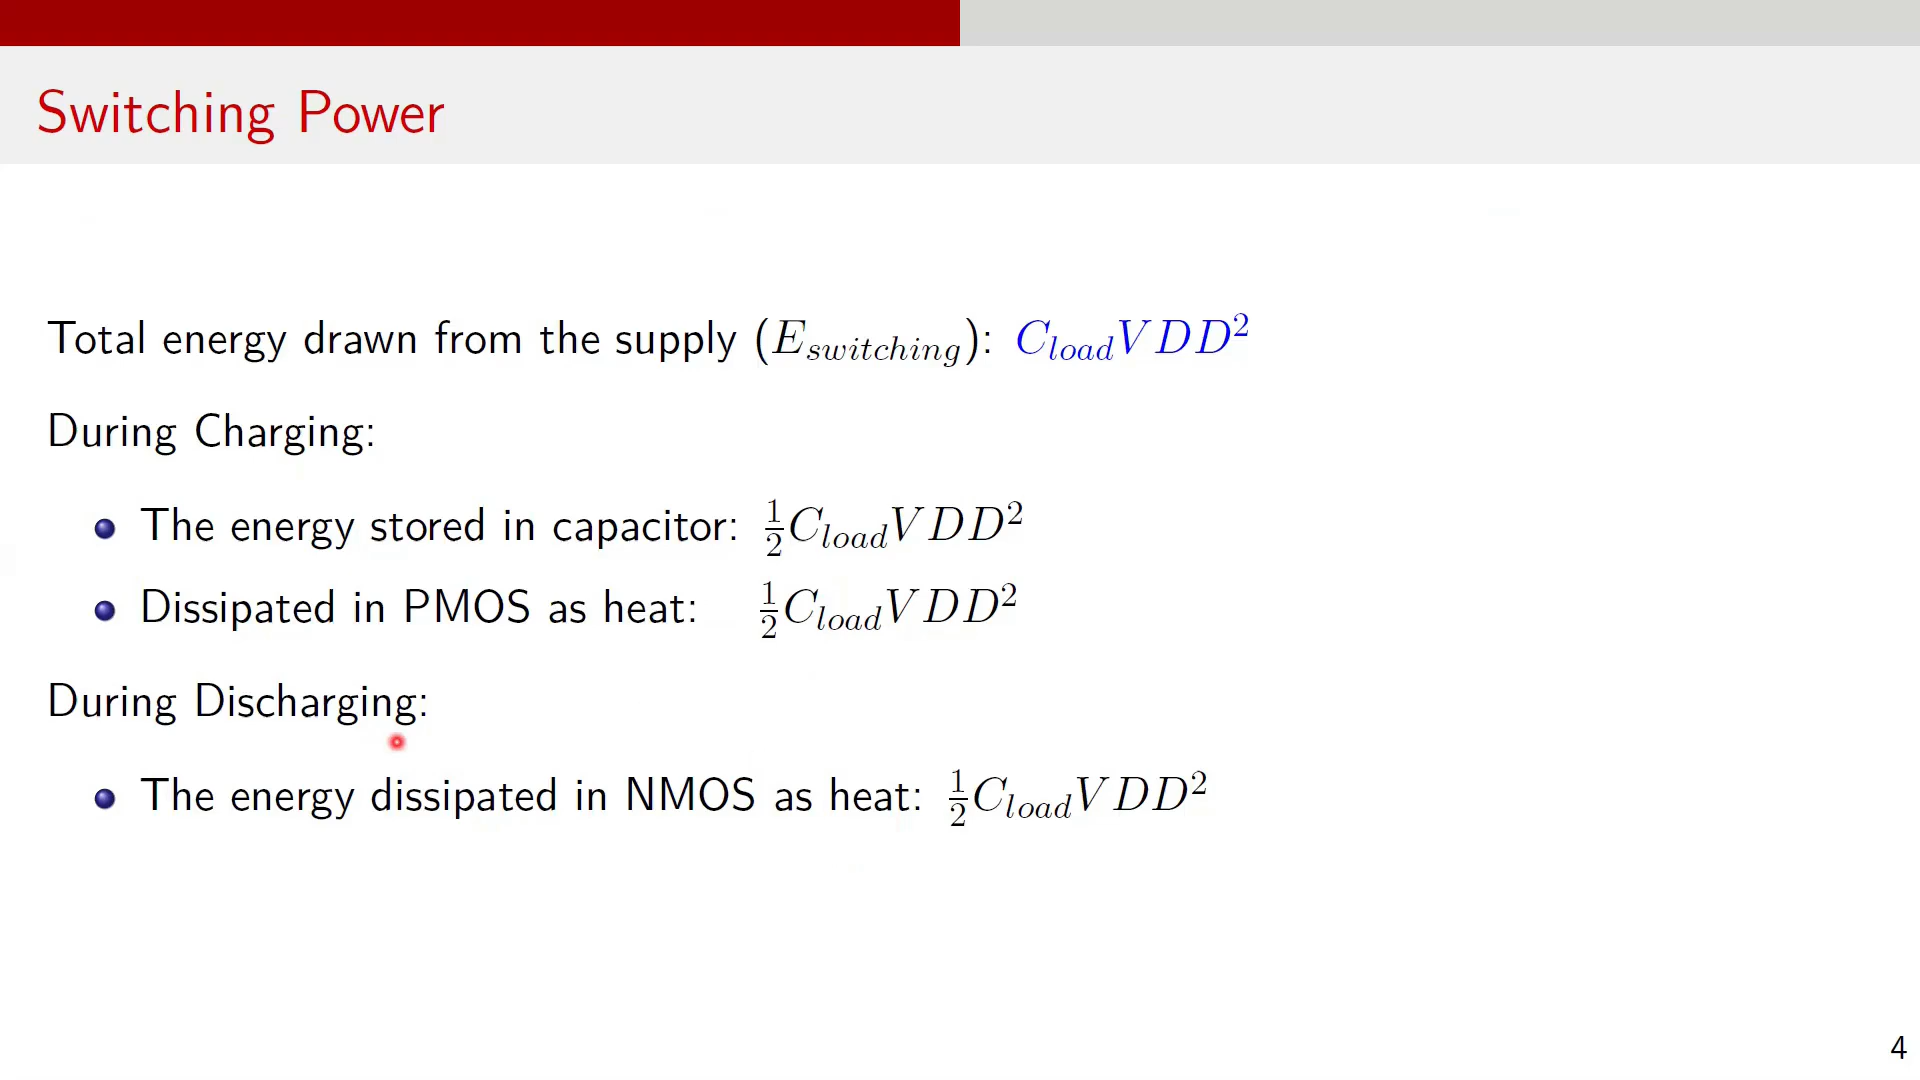 Switching Power
Total energy drawn from the supply ($E_{switching}$): $C_{load}VDD^2$
During Charging:
The energy stored in capacitor: $\frac{1}{2}C_{load}VDD^2$
Dissipated in PMOS as heat: $\frac{1}{2}C_{load}VDD^2$
During Discharging:
The energy dissipated in NMOS as heat: $\frac{1}{2}C_{load}VDD^2$
4